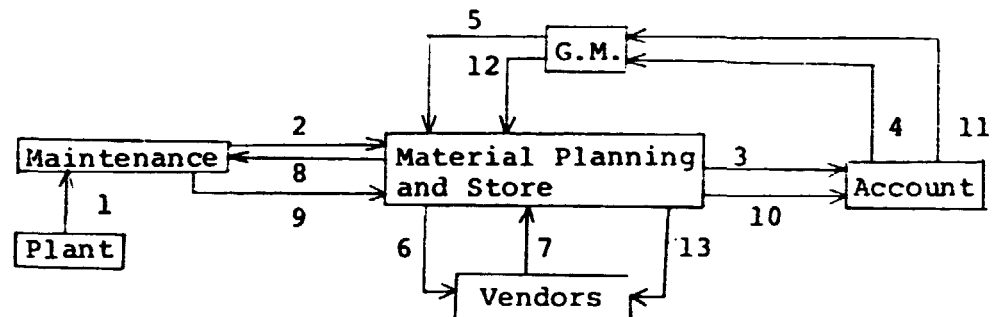 5
G.M.
12
2
4
11
Maintenance
Material Planning
and Store
3
8
Account
1
9
10
Plant
6
7
13
Vendors